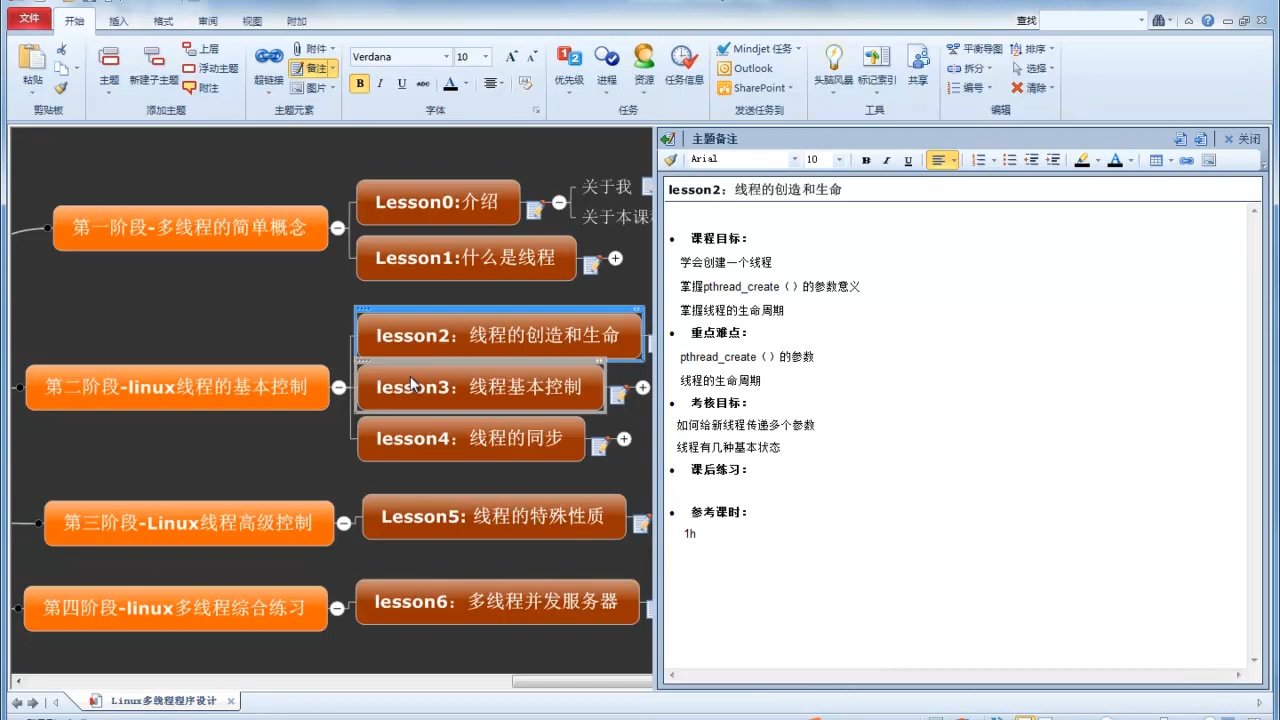 文件 开始 插入 格式 审阅 视图 附加 查找
粘贴
剪贴板
主题 新建子主题
上层
浮动主题
附注
添加主题
超链接
附件
备注
图片
主题元素
Verdana 10
B I U abc A
字体
优先级 进程 资源 任务信息
任务
Mindjet 任务
Outlook
SharePoint
发送任务到
头脑风暴 标记索引 共享
工具
平衡导图 排序
拆分 选择
编号 清除
编辑
第一阶段-多线程的简单概念
Lesson0:介绍
关于我
关于本课程
Lesson1:什么是线程
第二阶段-linux线程的基本控制
lesson2：线程的创造和生命
lesson3：线程基本控制
lesson4：线程的同步
第三阶段-Linux线程高级控制
Lesson5: 线程的特殊性质
第四阶段-linux多线程综合练习
lesson6：多线程并发服务器
主题备注 关闭
Arial 10 B I U A
lesson2：线程的创造和生命
• 课程目标：
学会创建一个线程
掌握pthread_create（）的参数意义
掌握线程的生命周期
• 重点难点：
pthread_create（）的参数
线程的生命周期
• 考核目标：
如何给新线程传递多个参数
线程有几种基本状态
• 课后练习：
• 参考课时：
1h
Linux多线程程序设计